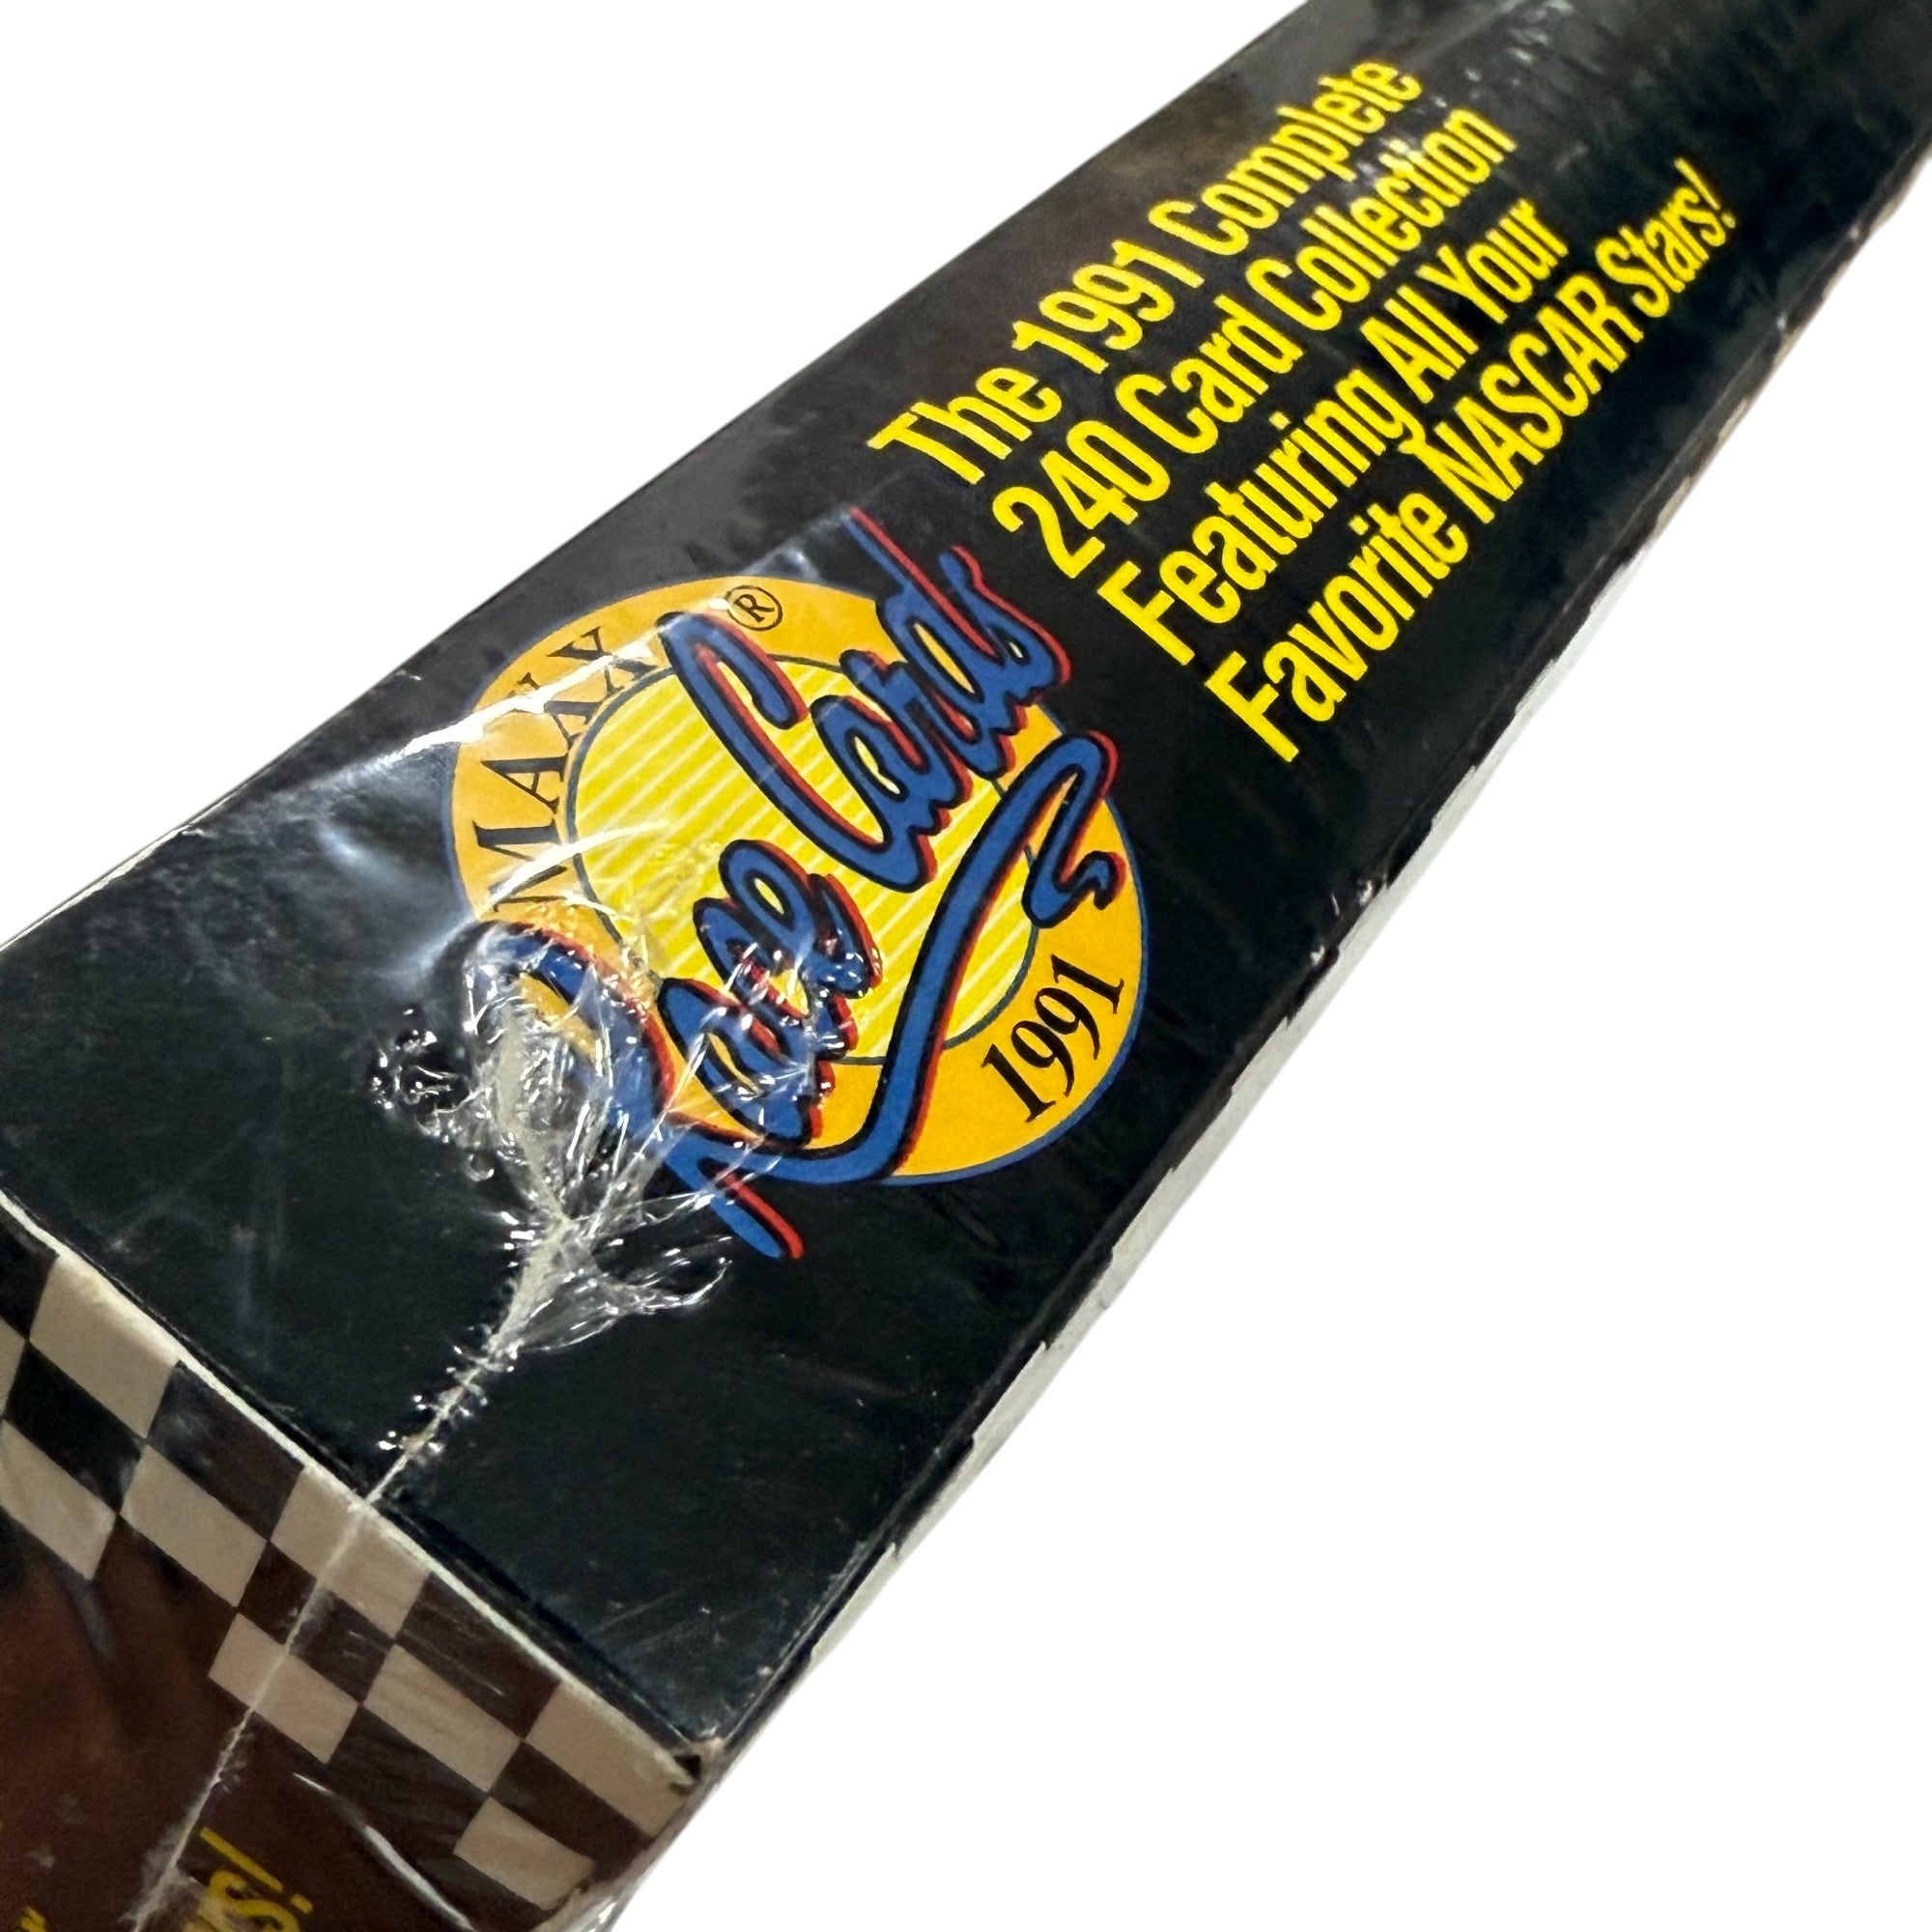 The 1991 Complete
240 Card Collection
Featuring All Your
Favorite NASCAR Stars!
MAXX ®
Race Cards
1991